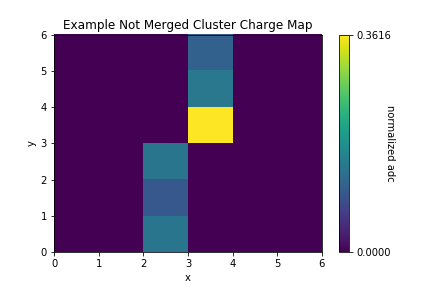 Example Not Merged Cluster Charge Map
6
5
4
3
2
1
0
y
0 1 2 3 4 5 6
x
0.3616
0.0000
normalized adc